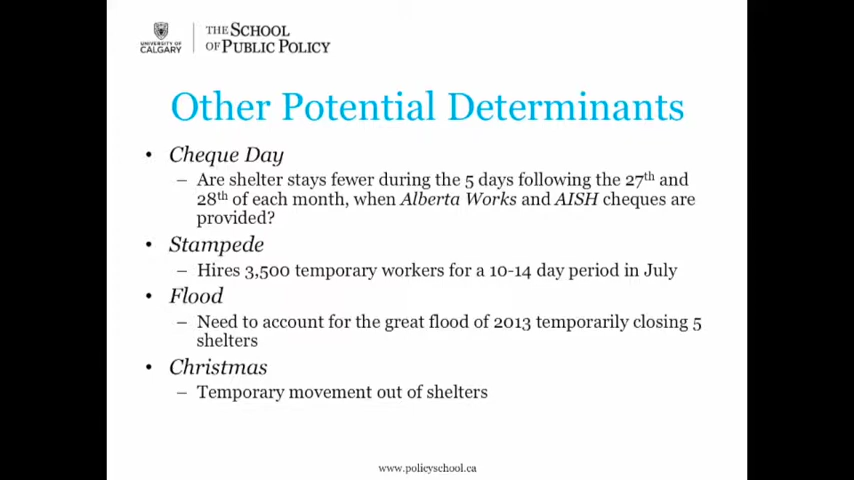 UNIVERSITY OF
CALGARY
THE SCHOOL
OF PUBLIC POLICY
Other Potential Determinants
• Cheque Day
– Are shelter stays fewer during the 5 days following the 27th and
28th of each month, when Alberta Works and AISH cheques are
provided?
• Stampede
– Hires 3,500 temporary workers for a 10-14 day period in July
• Flood
– Need to account for the great flood of 2013 temporarily closing 5
shelters
• Christmas
– Temporary movement out of shelters
www.policyschool.ca